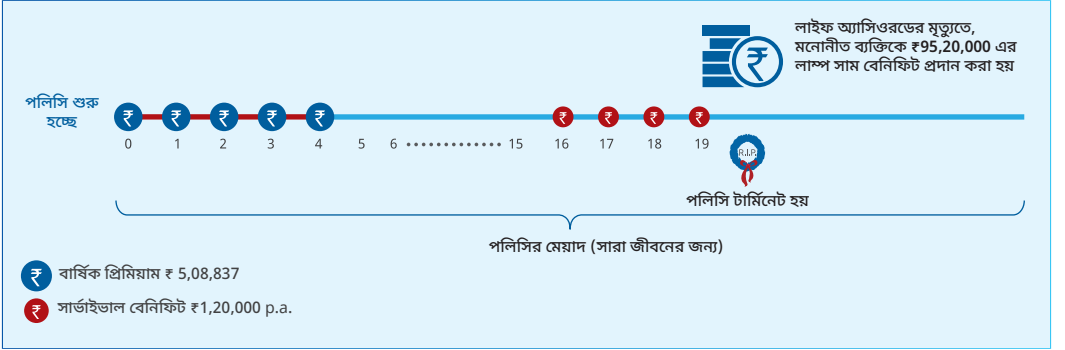 লাইফ অ্যাসিওরডের মৃত্যুতে,
মনোনীত ব্যক্তিকে ₹95,20,000 এর
লাম্প সাম বেনিফিট প্রদান করা হয়
₹
পলিসি শুরু
হচ্ছে
₹ ₹ ₹ ₹ ₹ ₹ ₹ ₹ ₹
0 1 2 3 4 5 6 ............. 15 16 17 18 19
R.I.P.
পলিসি টার্মিনেট হয়
পলিসির মেয়াদ (সারা জীবনের জন্য)
₹ বার্ষিক প্রিমিয়াম ₹ 5,08,837
₹ সার্ভাইভাল বেনিফিট ₹1,20,000 p.a.